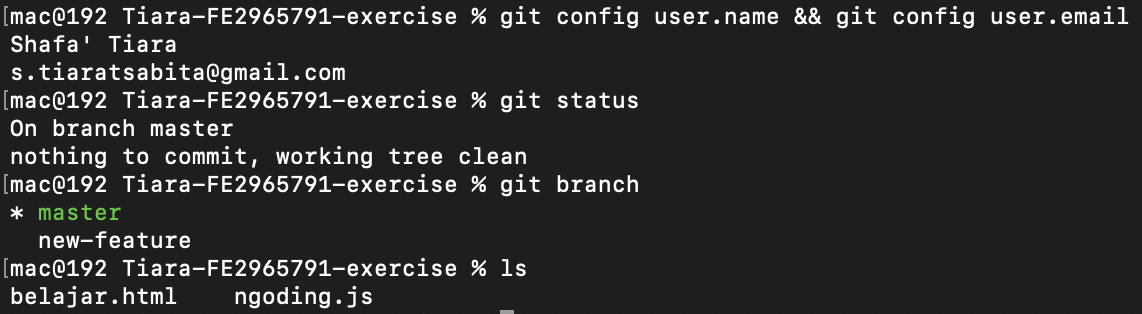 [mac@192 Tiara-FE2965791-exercise % git config user.name && git config user.email
Shafa' Tiara
s.tiaratsabita@gmail.com
[mac@192 Tiara-FE2965791-exercise % git status
On branch master
nothing to commit, working tree clean
[mac@192 Tiara-FE2965791-exercise % git branch
* master
  new-feature
[mac@192 Tiara-FE2965791-exercise % ls
belajar.html    ngoding.js